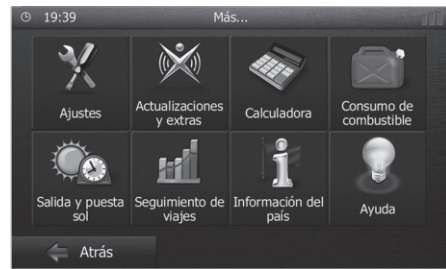 19:39 Más...
Ajustes
Actualizaciones
y extras
Calculadora
Consumo de
combustible
Salida y puesta
sol
Seguimiento de
viajes
Información del
país
Ayuda
Atrás